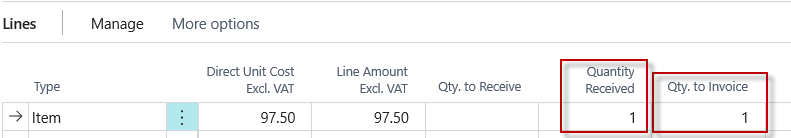 Lines Manage More options
Type Direct Unit Cost Excl. VAT Line Amount Excl. VAT Qty. to Receive Quantity Received Qty. to Invoice
Item 97.50 97.50 1 1